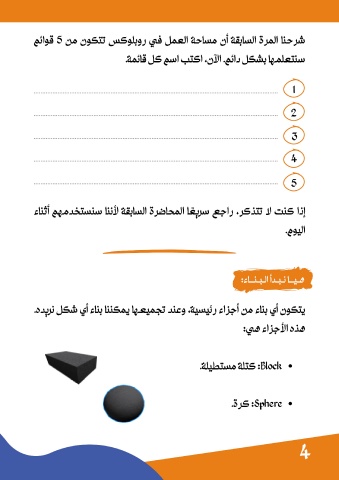 شرحنا المرة السابقة أن مساحة العمل في روبلوكس تتكون من 5 قوائم
سنتعلمها بشكل دائم. الآن، اكتب اسم كل قائمة.
1
2
3
4
5
إذا كنت لا تتذكر، راجع سريعًا المحاضرة السابقة لأننا سنستخدمهم أثناء
اليوم.
هيا نبدأ البناء:
يتكون أي بناء من أجزاء رئيسية، وعند تجميعها يمكننا بناء أي شكل نريده.
هذه الأجزاء هي:
• Block: كتلة مستطيلة.
• Sphere: كرة.
4